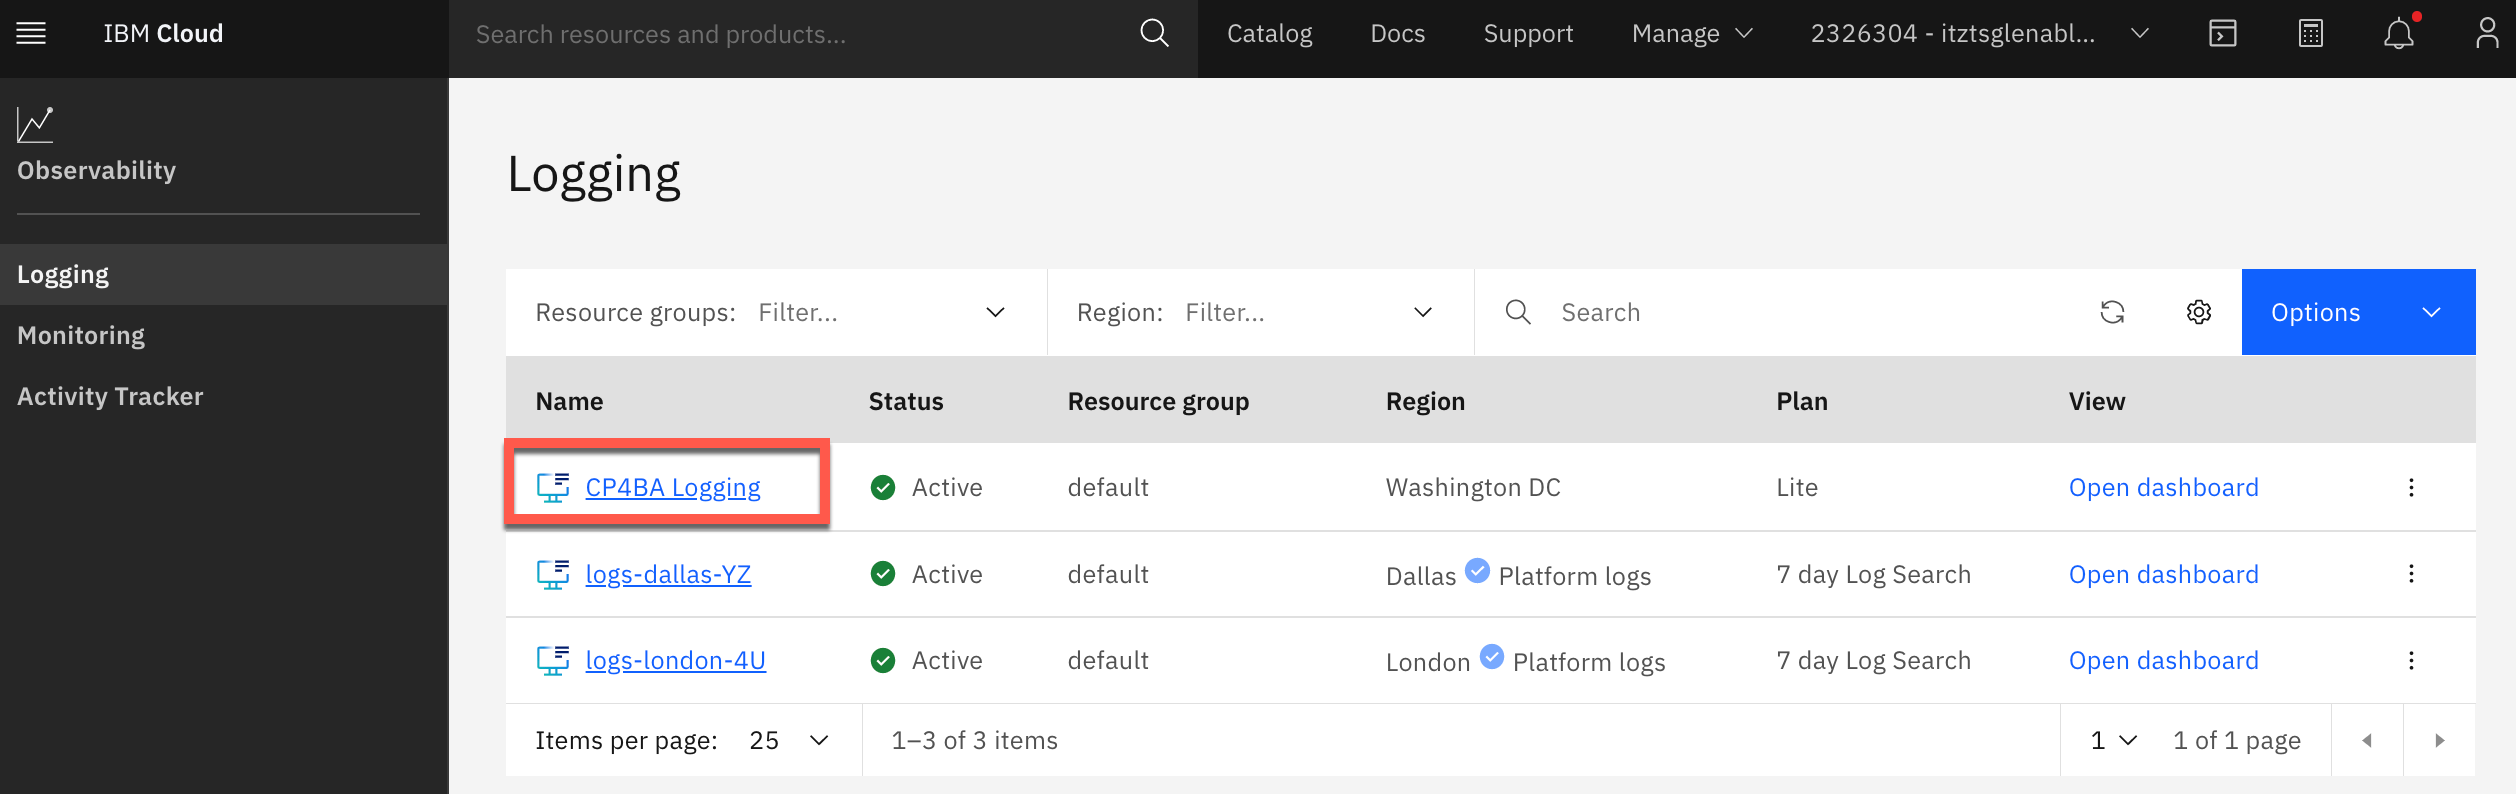 IBM Cloud
Search resources and products...
Catalog
Docs
Support
Manage
2326304 - itztsglenabl...
Observability
Logging
Monitoring
Activity Tracker
Logging
Resource groups: Filter...
Region: Filter...
Search
Options
Name Status Resource group Region Plan View
CP4BA Logging Active default Washington DC Lite Open dashboard
logs-dallas-YZ Active default Dallas Platform logs 7 day Log Search Open dashboard
logs-london-4U Active default London Platform logs 7 day Log Search Open dashboard
Items per page: 25 1–3 of 3 items 1 1 of 1 page